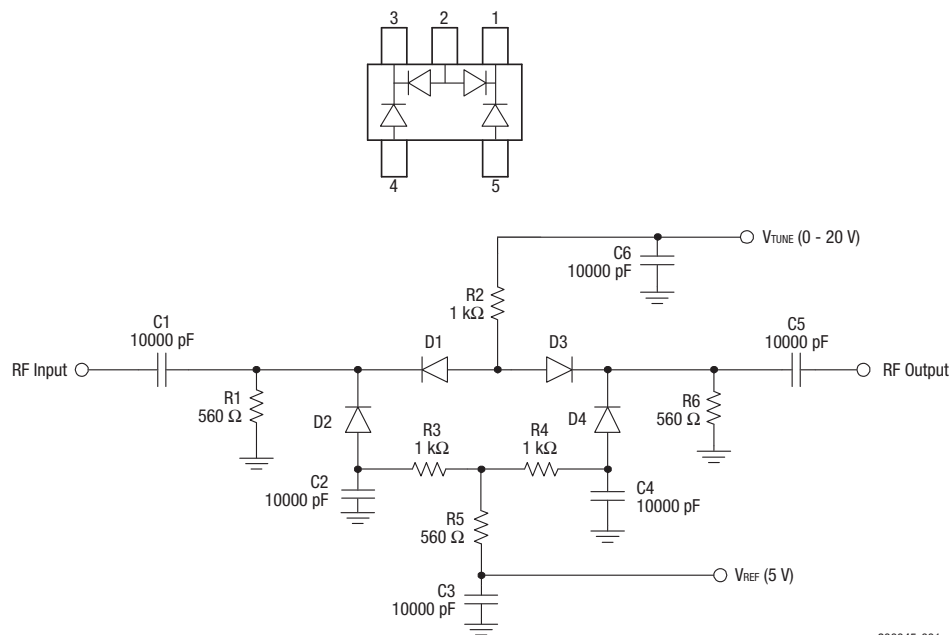 3 2 1
4 5
VTUNE (0 - 20 V)
C6
10000 pF
R2
1 kΩ
C1
10000 pF
D1
D3
C5
10000 pF
RF Input
RF Output
R1
560 Ω
D2
R3
1 kΩ
R4
1 kΩ
D4
R6
560 Ω
C2
10000 pF
C4
10000 pF
R5
560 Ω
VREF (5 V)
C3
10000 pF